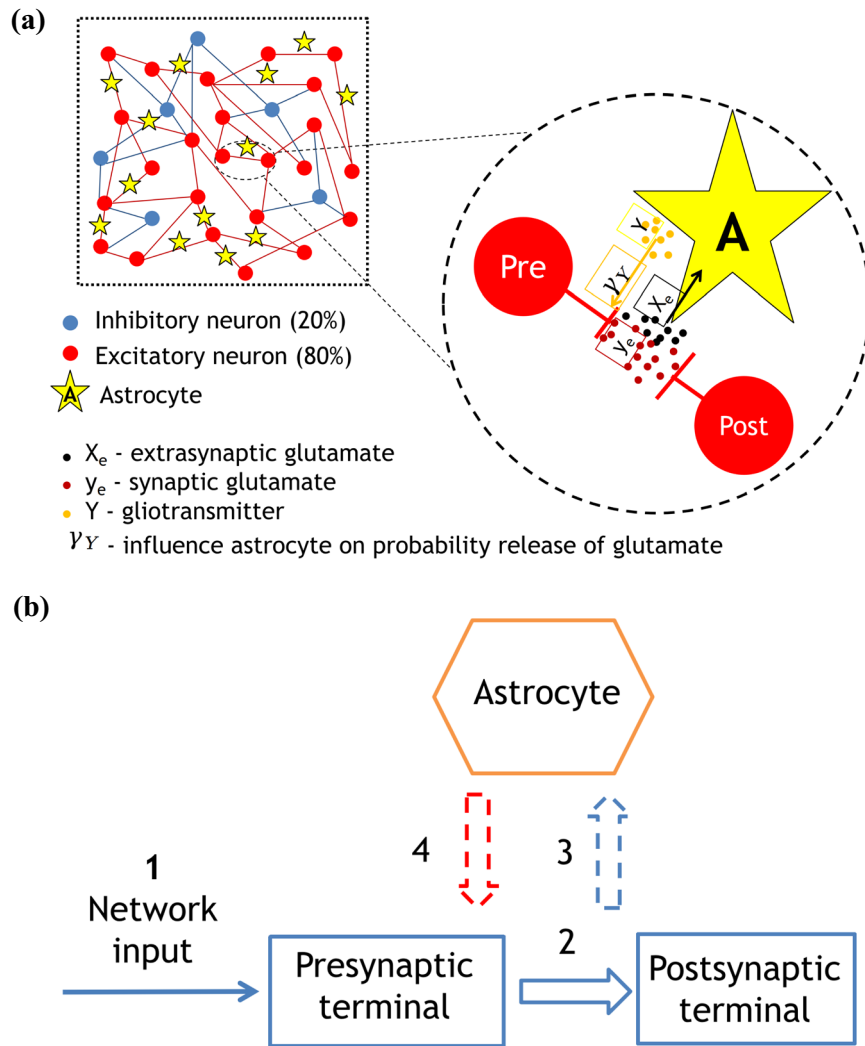 (a)
A
Y
Pre
γY
Xe
ye
Post
Inhibitory neuron (20%)
Excitatory neuron (80%)
A Astrocyte
Xe - extrasynaptic glutamate
ye - synaptic glutamate
Y - gliotransmitter
γY - influence astrocyte on probability release of glutamate
(b)
Astrocyte
4
3
1
Network
input
2
Presynaptic
terminal
Postsynaptic
terminal